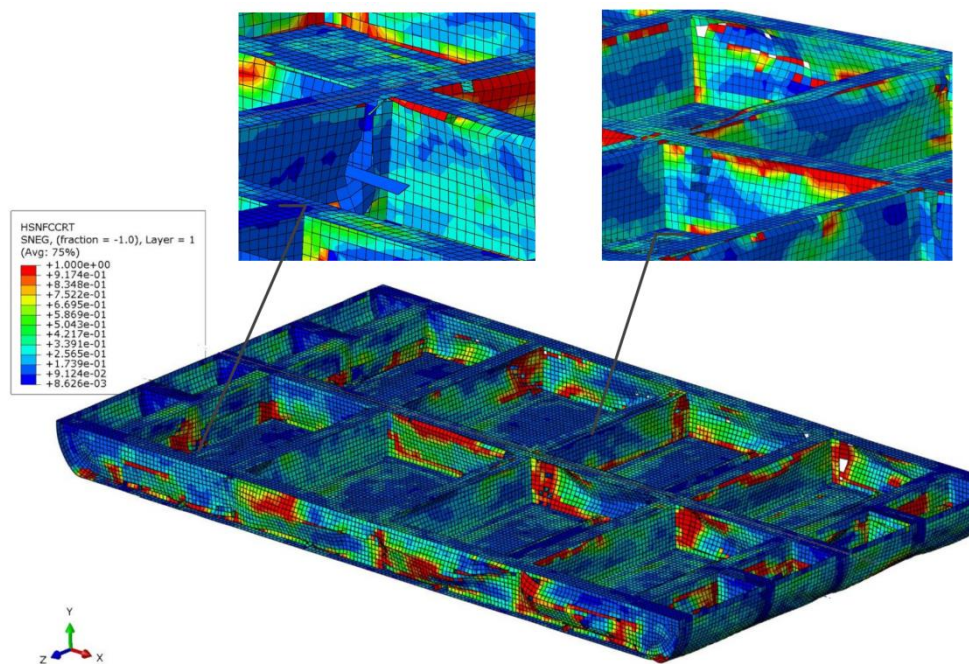 HSNFCCRT
SNEG, (fraction = -1.0), Layer = 1
(Avg: 75%)
+1.000e+00
+9.174e-01
+8.348e-01
+7.522e-01
+6.695e-01
+5.869e-01
+5.043e-01
+4.217e-01
+3.391e-01
+2.565e-01
+1.739e-01
+9.124e-02
+8.626e-03
Y
Z
X